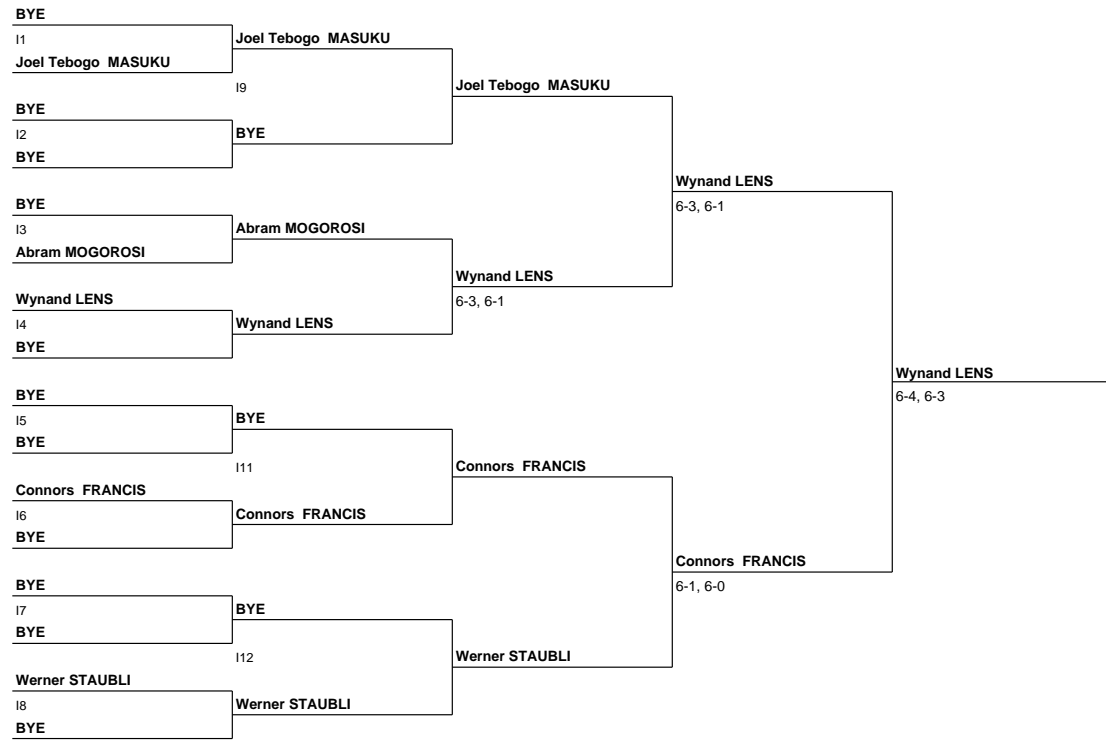 BYE
I1
Joel Tebogo  MASUKU
BYE
I2
BYE
BYE
I3
Abram MOGOROSI
Wynand LENS
I4
BYE
BYE
I5
BYE
Connors  FRANCIS
I6
BYE
BYE
I7
BYE
Werner STAUBLI
I8
BYE
Joel Tebogo  MASUKU
I9
BYE
Abram MOGOROSI
Wynand LENS
BYE
I11
Connors  FRANCIS
BYE
I12
Werner STAUBLI
Joel Tebogo  MASUKU
Wynand LENS
6-3, 6-1
Connors  FRANCIS
Werner STAUBLI
Wynand LENS
6-3, 6-1
Connors  FRANCIS
6-1, 6-0
Wynand LENS
6-4, 6-3